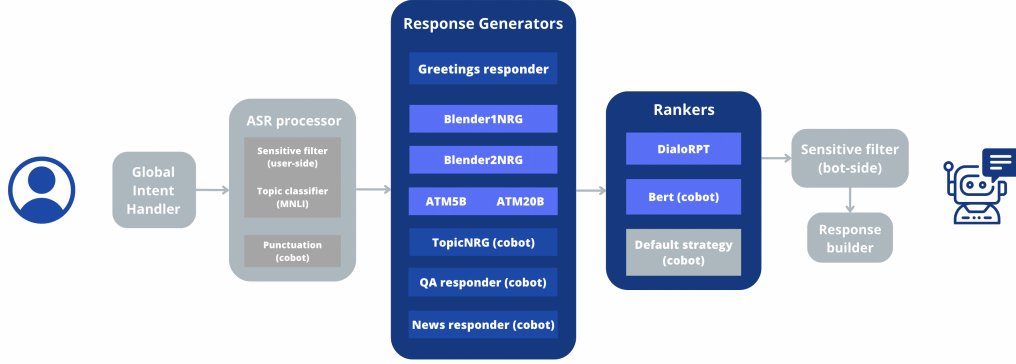 Global
Intent
Handler
ASR processor
Sensitive filter
(user-side)
Topic classifier
(MNLI)
Punctuation
(cobot)
Response Generators
Greetings responder
Blender1NRG
Blender2NRG
ATM5B ATM20B
TopicNRG (cobot)
QA responder (cobot)
News responder (cobot)
Rankers
DialoRPT
Bert (cobot)
Default strategy
(cobot)
Sensitive filter
(bot-side)
Response
builder